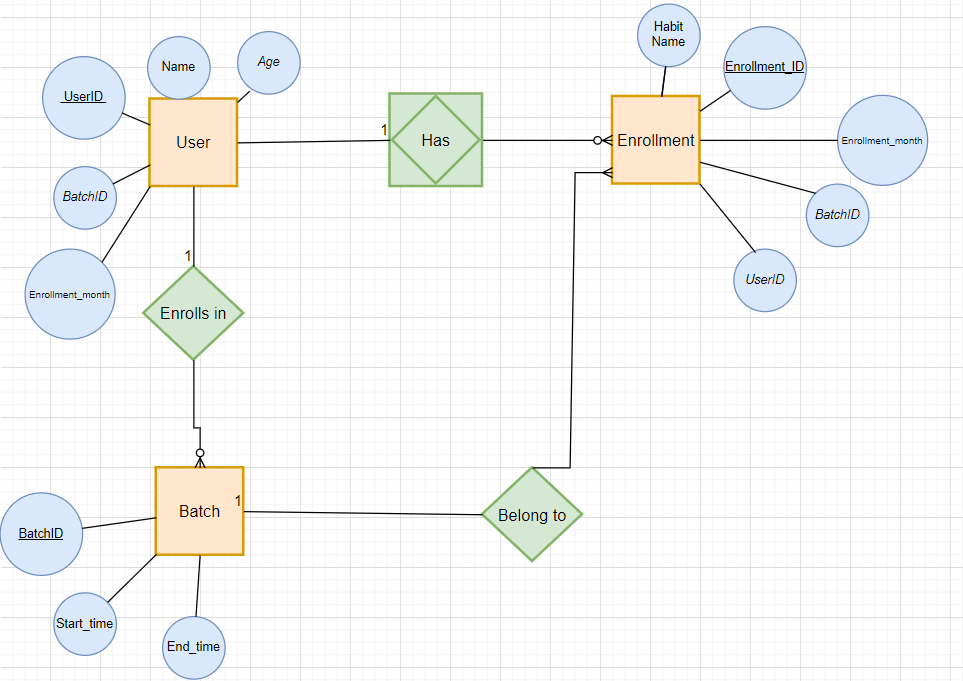 Habit
Name
Name
Age
Enrollment_ID
UserID
User
1
Has
Enrollment
Enrollment_month
BatchID
BatchID
UserID
Enrollment_month
1
Enrolls in
1
Batch
Belong to
BatchID
Start_time
End_time